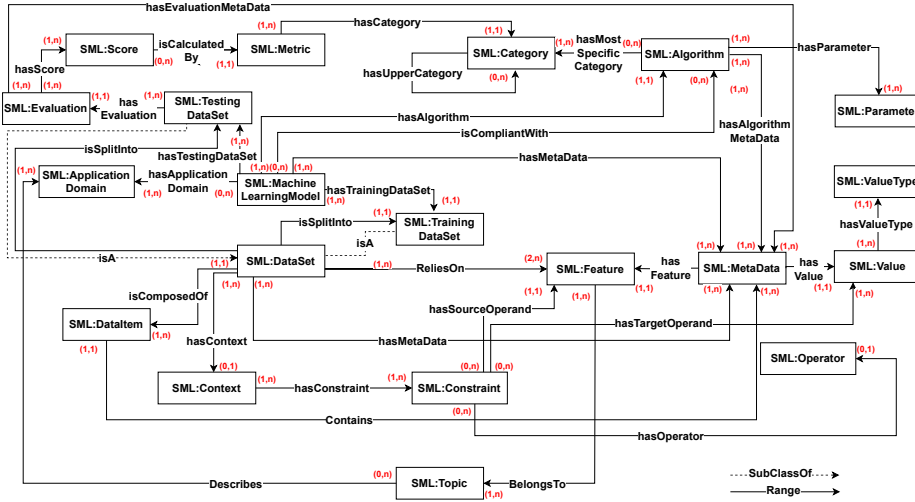 hasEvaluationMetaData
(1,n)
(1,n)
SML:Score
isCalculated
By
(0,n)
(1,1)
SML:Metric
hasCategory
(1,1)
SML:Category
(1,n)
hasMost
Specific
Category
(0,n)
SML:Algorithm
(1,n)
(1,n)
hasParameter
hasScore
(1,n)
(1,n)
hasUpperCategory
(0,n)
(1,1)
(0,n)
(1,n)
(1,n)
SML:Parameter
SML:Evaluation
(1,1)
has
Evaluation
(1,n)
SML:Testing
DataSet
hasAlgorithm
isCompliantWith
hasAlgorithm
MetaData
isSplitInto
(1,n)
hasTestingDataSet
hasMetaData
(1,n)
SML:Application
Domain
hasApplication
Domain
(1,n)
(0,n)
(1,n)
(0,n)
(1,n)
SML:Machine
LearningModel
(1,n)
hasTrainingDataSet
(1,1)
SML:ValueType
(1,1)
hasValueType
isSplitInto
(1,1)
SML:Training
DataSet
isA
isA
(1,1)
(1,n)
SML:DataSet
(1,n)
(1,n)
ReliesOn
(2,n)
SML:Feature
(1,1)
(1,n)
has
Feature
(1,1)
(1,n)
(1,n)
(1,n)
SML:MetaData
(1,n)
(1,n)
has
Value
(1,1)
(1,n)
SML:Value
(0,n)
isComposedOf
SML:DataItem
(1,n)
(1,1)
hasSourceOperand
hasTargetOperand
hasContext
hasMetaData
(0,1)
SML:Context
(1,n)
hasConstraint
(1,n)
(0,n)
(0,n)
SML:Constraint
(0,n)
SML:Operator
(0,1)
Contains
hasOperator
Describes
(0,n)
SML:Topic
(1,n)
BelongsTo
SubClassOf
Range